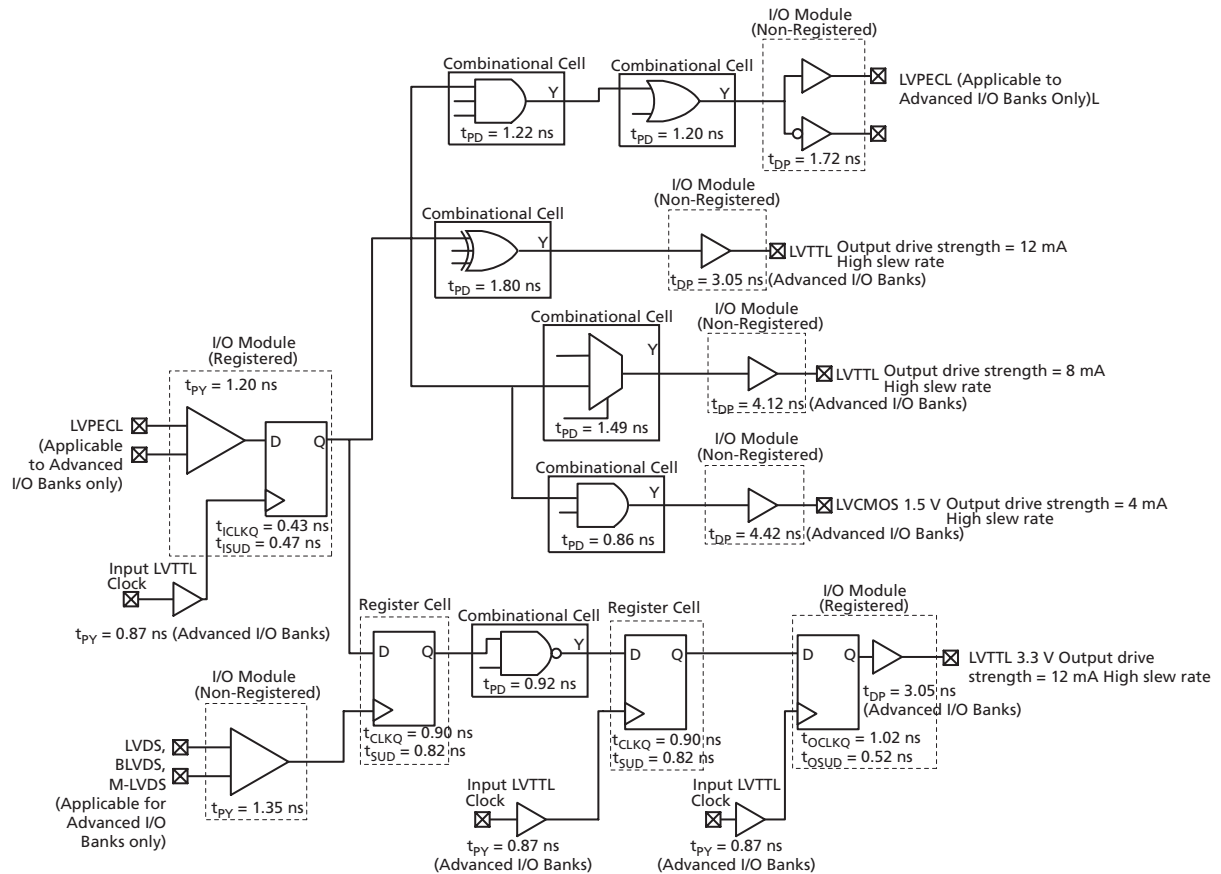 I/O Module
(Non-Registered)
Combinational Cell
Y
tPD = 1.22 ns
Combinational Cell
Y
tPD = 1.20 ns
tDP = 1.72 ns
LVPECL (Applicable to
Advanced I/O Banks Only)L
Combinational Cell
Y
tPD = 1.80 ns
I/O Module
(Non-Registered)
tDP = 3.05 ns (Advanced I/O Banks)
LVTTL Output drive strength = 12 mA
High slew rate
Combinational Cell
Y
tPD = 1.49 ns
I/O Module
(Non-Registered)
tDP = 4.12 ns (Advanced I/O Banks)
LVTTL Output drive strength = 8 mA
High slew rate
Combinational Cell
Y
tPD = 0.86 ns
I/O Module
(Non-Registered)
tDP = 4.42 ns (Advanced I/O Banks)
LVCMOS 1.5 V Output drive strength = 4 mA
High slew rate
I/O Module
(Registered)
tPY = 1.20 ns
LVPECL
(Applicable
to Advanced
I/O Banks only)
D
Q
tICLKQ = 0.43 ns
tISUD = 0.47 ns
Input LVTTL
Clock
tPY = 0.87 ns (Advanced I/O Banks)
I/O Module
(Non-Registered)
LVDS,
BLVDS,
M-LVDS
(Applicable for
Advanced I/O
Banks only)
tPY = 1.35 ns
Register Cell
D
Q
tCLKQ = 0.90 ns
tSUD = 0.82 ns
Combinational Cell
Y
tPD = 0.92 ns
Register Cell
D
Q
tCLKQ = 0.90 ns
tSUD = 0.82 ns
Input LVTTL
Clock
tPY = 0.87 ns
(Advanced I/O Banks)
I/O Module
(Registered)
D
Q
tDP = 3.05 ns
(Advanced I/O Banks)
tOCLKQ = 1.02 ns
tOSUD = 0.52 ns
LVTTL 3.3 V Output drive
strength = 12 mA High slew rate
Input LVTTL
Clock
tPY = 0.87 ns
(Advanced I/O Banks)